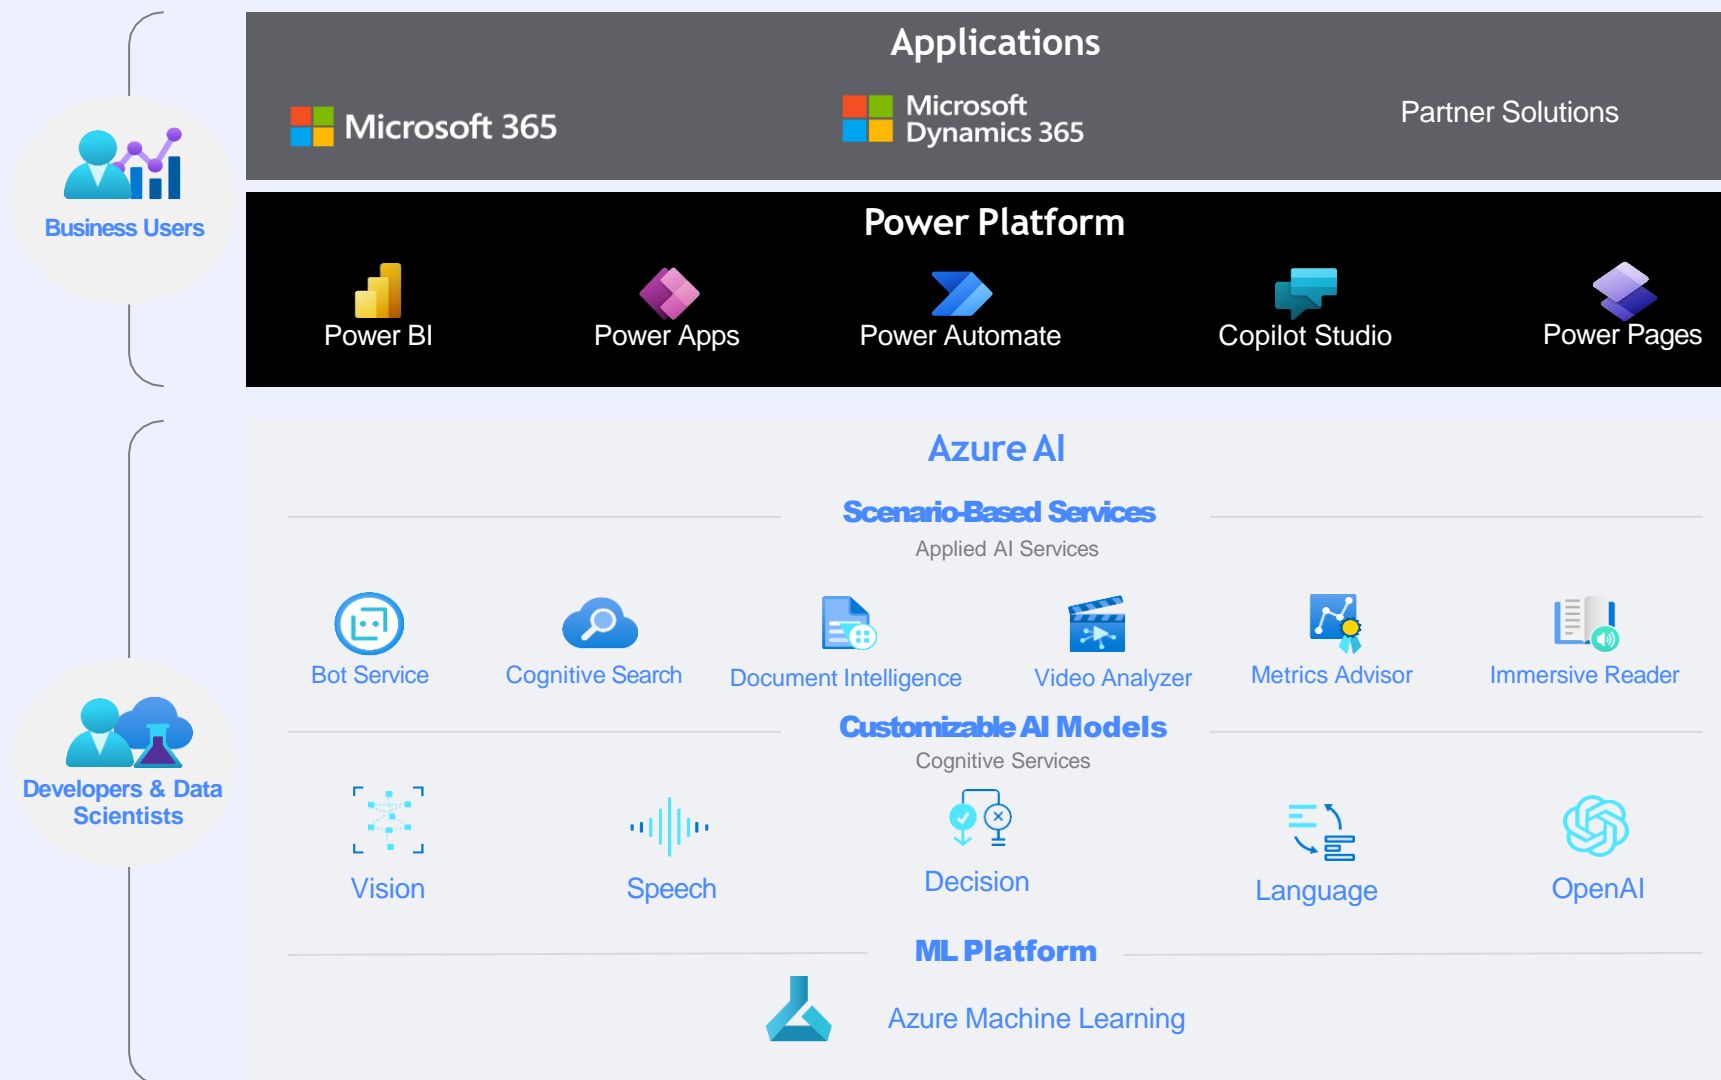 Applications
Microsoft 365
Microsoft
Dynamics 365
Partner Solutions
Business Users
Power Platform
Power BI
Power Apps
Power Automate
Copilot Studio
Power Pages
Azure AI
Scenario-Based Services
Applied AI Services
Bot Service
Cognitive Search
Document Intelligence
Video Analyzer
Metrics Advisor
Immersive Reader
Developers & Data
Scientists
Customizable AI Models
Cognitive Services
Vision
Speech
Decision
Language
OpenAI
ML Platform
Azure Machine Learning